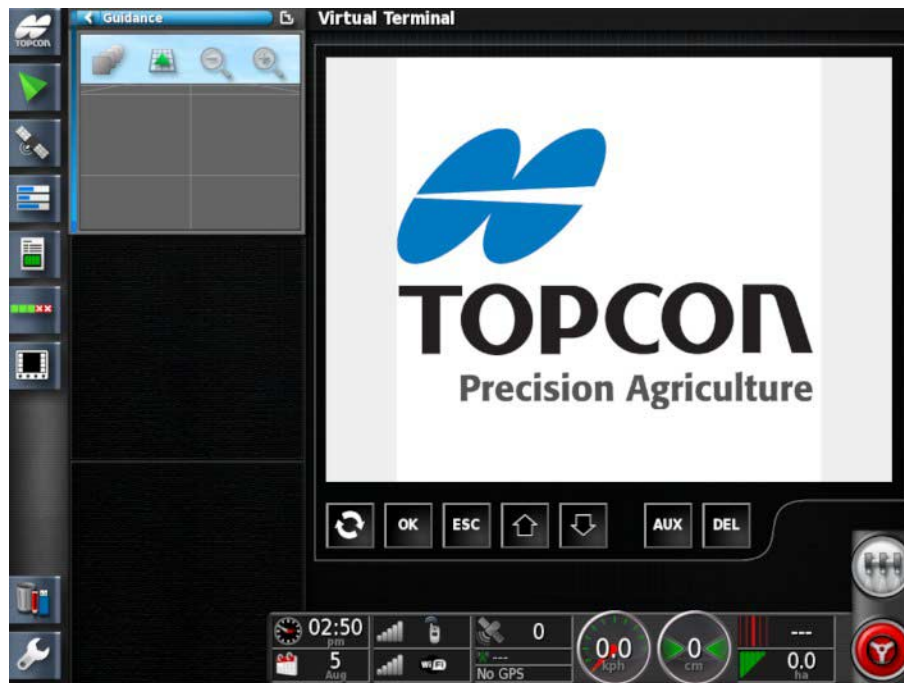 TOPCON
Guidance
Virtual Terminal
TOPCON
Precision Agriculture
OK
ESC
AUX
DEL
02:50
pm
5
Aug
WiFi
0
---
No GPS
0.0
kph
0
cm
---
0.0
ha